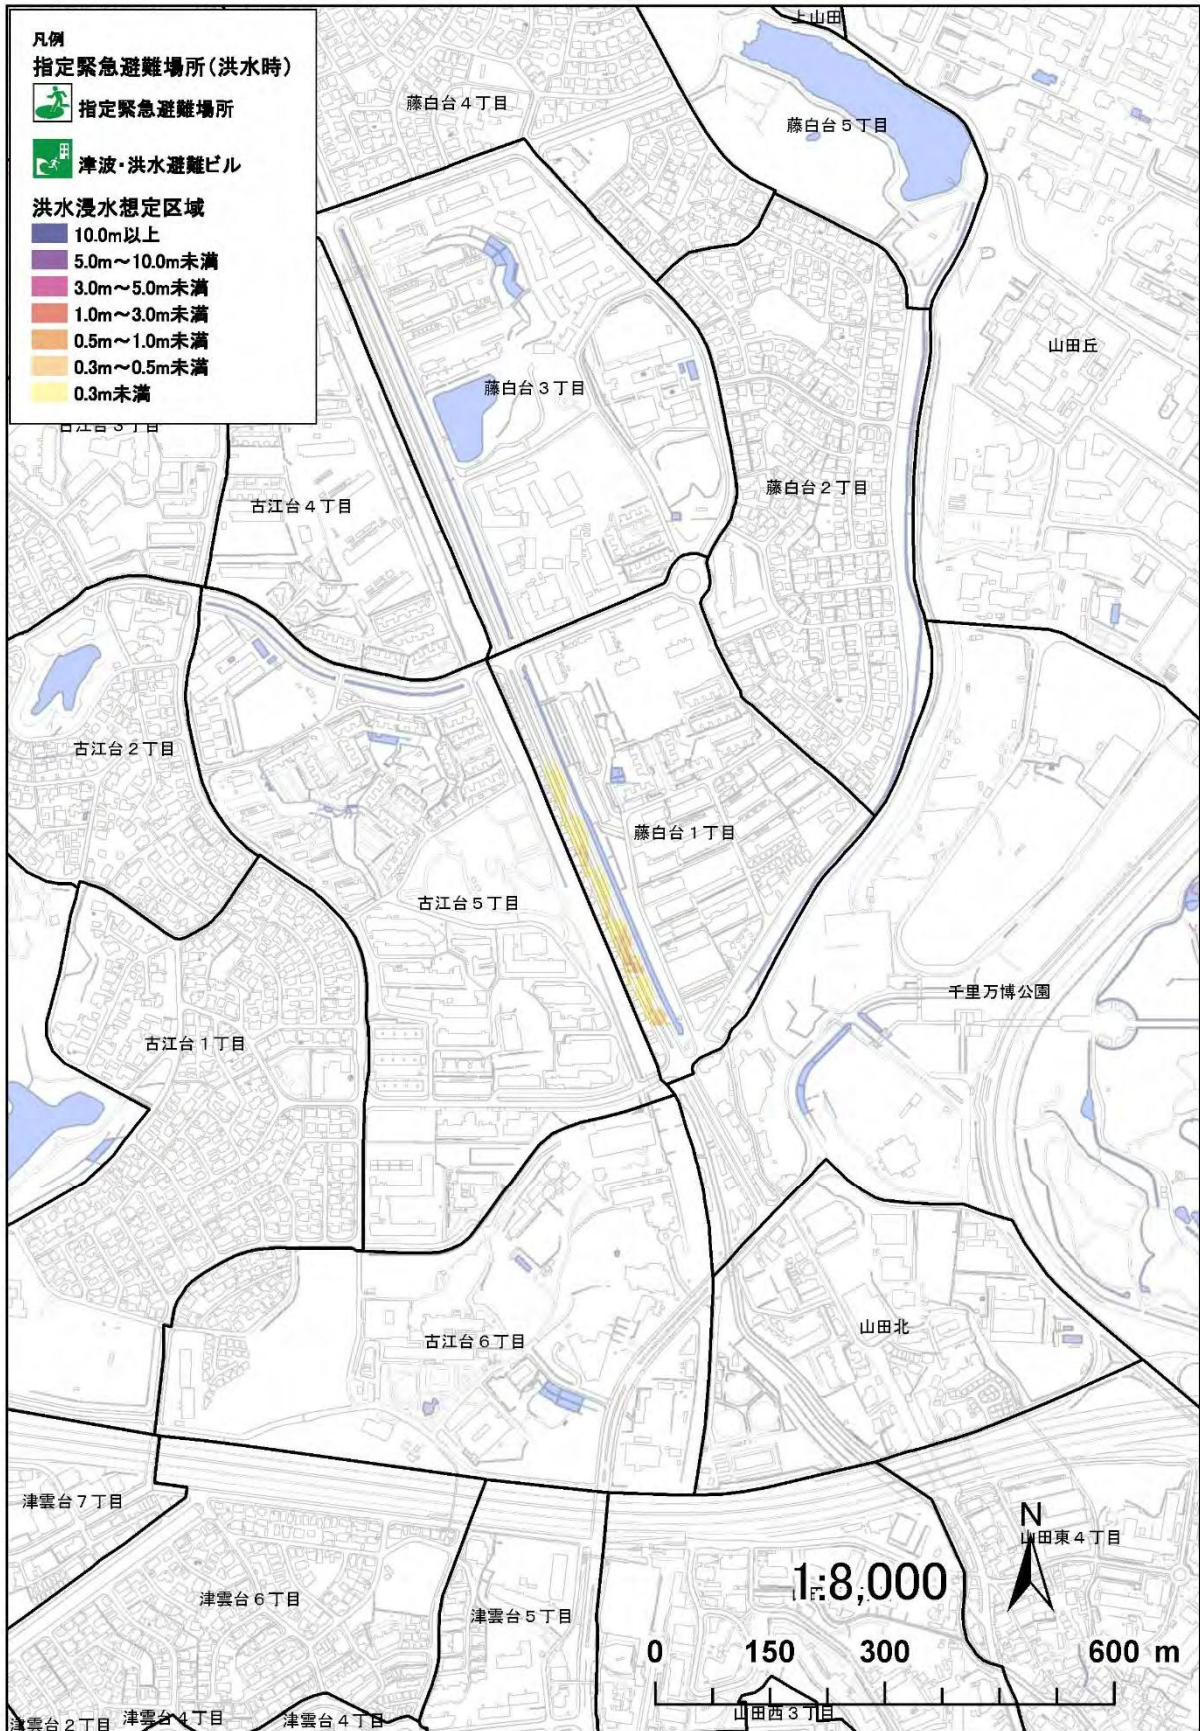 凡例
指定緊急避難場所(洪水時)
指定緊急避難場所
津波・洪水避難ビル
洪水浸水想定区域
10.0m以上
5.0m～10.0m未満
3.0m～5.0m未満
1.0m～3.0m未満
0.5m～1.0m未満
0.3m～0.5m未満
0.3m未満
上山田
藤白台4丁目
藤白台5丁目
山田丘
藤白台3丁目
古江台3丁目
藤白台2丁目
古江台4丁目
古江台2丁目
藤白台1丁目
古江台5丁目
千里万博公園
古江台1丁目
山田北
古江台6丁目
津雲台7丁目
N
山田東4丁目
1:8,000
津雲台6丁目
津雲台5丁目
0 150 300 600 m
山田西3丁目
津雲台2丁目
津雲台4丁目
津雲台4丁目